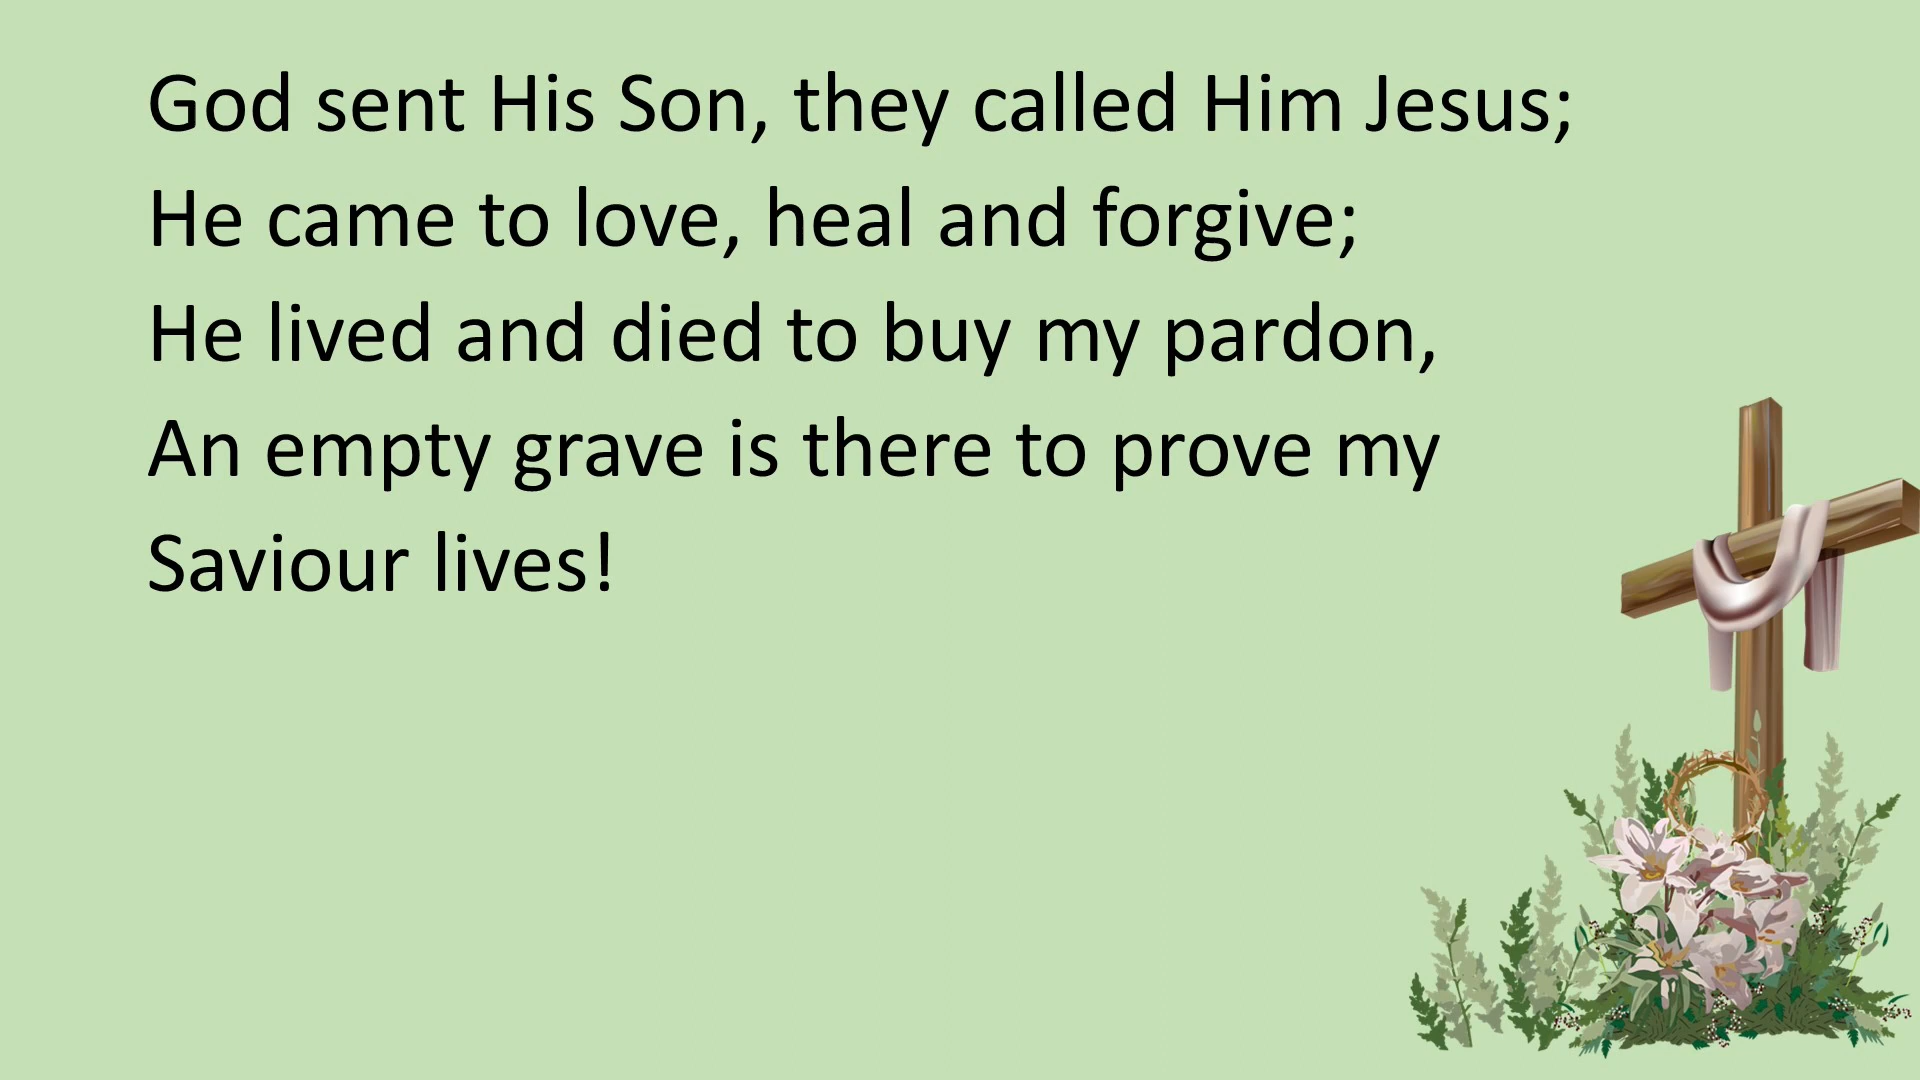 God sent His Son, they called Him Jesus;
He came to love, heal and forgive;
He lived and died to buy my pardon,
An empty grave is there to prove my
Saviour lives!